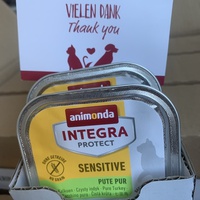 VIELEN DANK
Thank you
animonda
INTEGRA
PROTECT
SENSITIVE
PUTE PUR
Pure Turkey